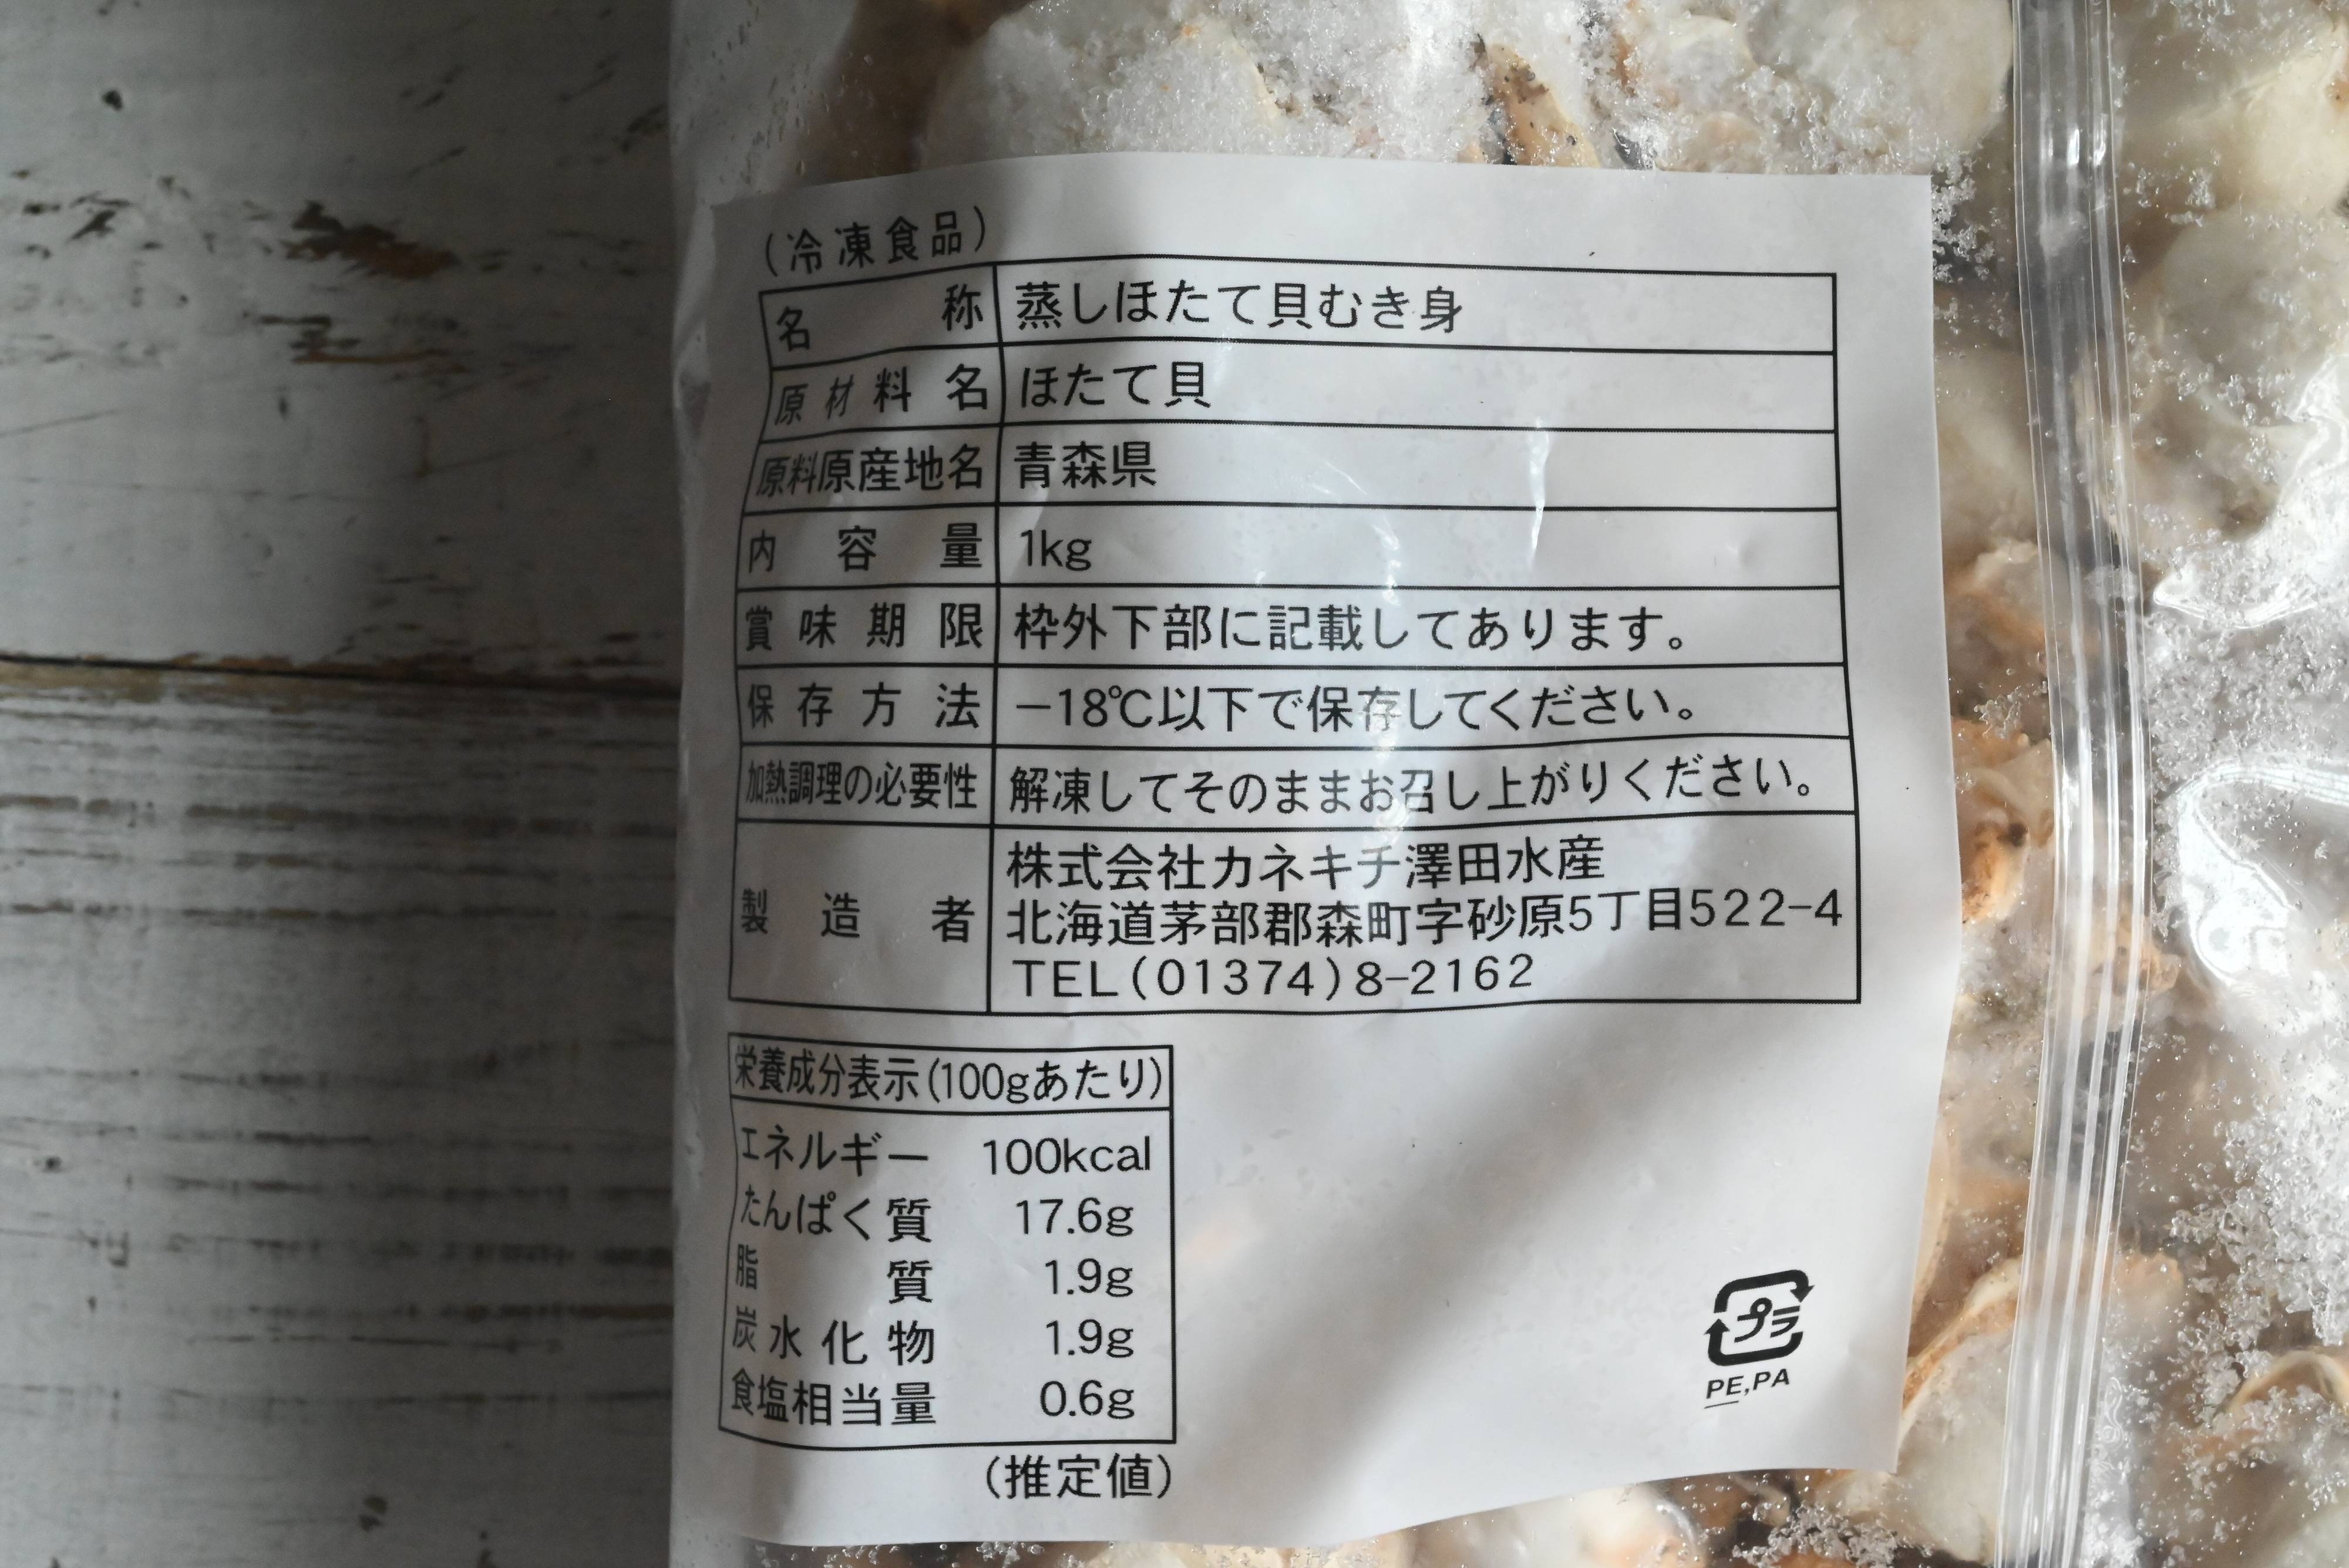 (冷凍食品)
名称 蒸しほたて貝むき身
原材料名 ほたて貝
原料原産地名 青森県
内容量 1kg
賞味期限 枠外下部に記載してあります。
保存方法 −18℃以下で保存してください。
加熱調理の必要性 解凍してそのままお召し上がりください。
製造者 株式会社カネキチ澤田水産
北海道茅部郡森町字砂原5丁目522-4
TEL(01374)8-2162
栄養成分表示(100gあたり)
エネルギー 100kcal
たんぱく質 17.6g
脂質 1.9g
炭水化物 1.9g
食塩相当量 0.6g
(推定値)
プラ
PE,PA